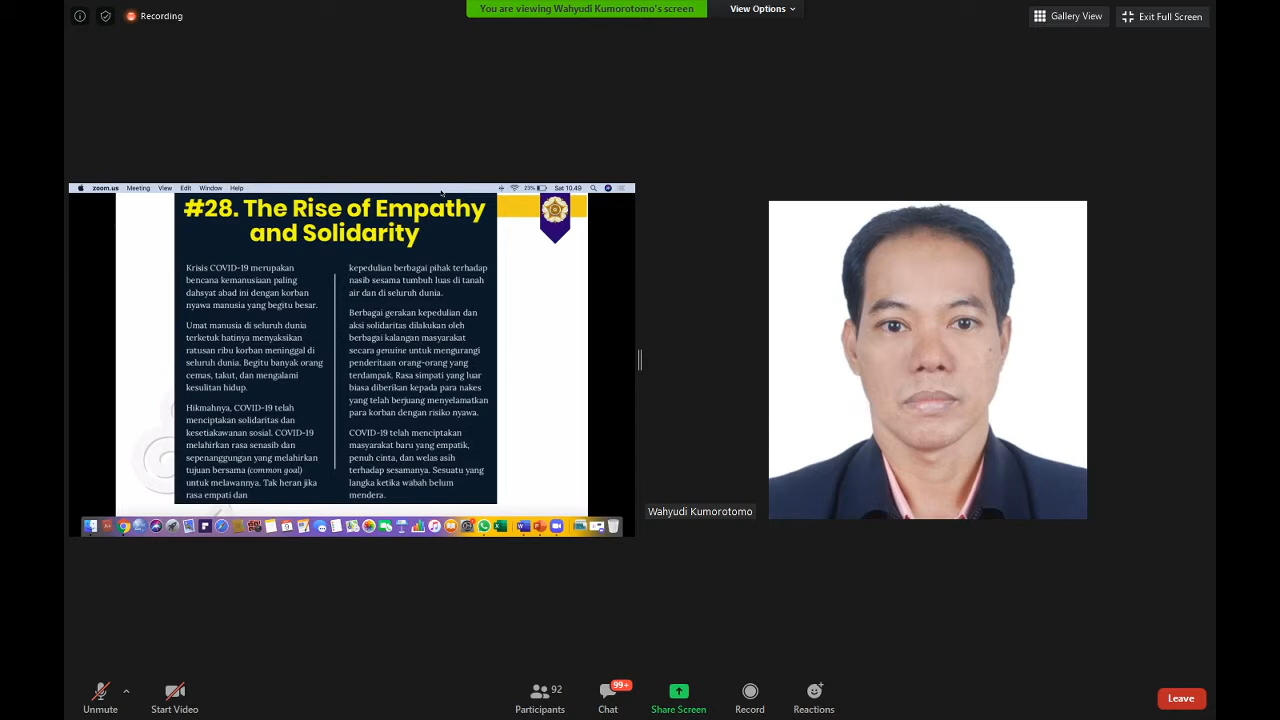 Recording
You are viewing Wahyudi Kumorotomo's screen
View Options
Gallery View
Exit Full Screen
zoom.us Meeting View Edit Window Help
23% Sat 10.49
#28. The Rise of Empathy
and Solidarity
Krisis COVID-19 merupakan
bencana kemanusiaan paling
dahsyat abad ini dengan korban
nyawa manusia yang begitu besar.
Umat manusia di seluruh dunia
terketuk hatinya menyaksikan
ratusan ribu korban meninggal di
seluruh dunia. Begitu banyak orang
cemas, takut, dan mengalami
kesulitan hidup.
Hikmahnya, COVID-19 telah
menciptakan solidaritas dan
kesetiakawanan sosial. COVID-19
melahirkan rasa senasib dan
sepenanggungan yang melahirkan
tujuan bersama (common goal)
untuk melawannya. Tak heran jika
rasa empati dan
kepedulian berbagai pihak terhadap
nasib sesama tumbuh luas di tanah
air dan di seluruh dunia.
Berbagai gerakan kepedulian dan
aksi solidaritas dilakukan oleh
berbagai kalangan masyarakat
secara genuine untuk mengurangi
penderitaan orang-orang yang
terdampak. Rasa simpati yang luar
biasa diberikan kepada para nakes
yang telah berjuang menyelamatkan
para korban dengan risiko nyawa.
COVID-19 telah menciptakan
masyarakat baru yang empatik,
penuh cinta, dan welas asih
terhadap sesamanya. Sesuatu yang
langka ketika wabah belum
mendera.
Wahyudi Kumorotomo
Unmute
Start Video
92
Participants
99+
Chat
Share Screen
Record
Reactions
Leave